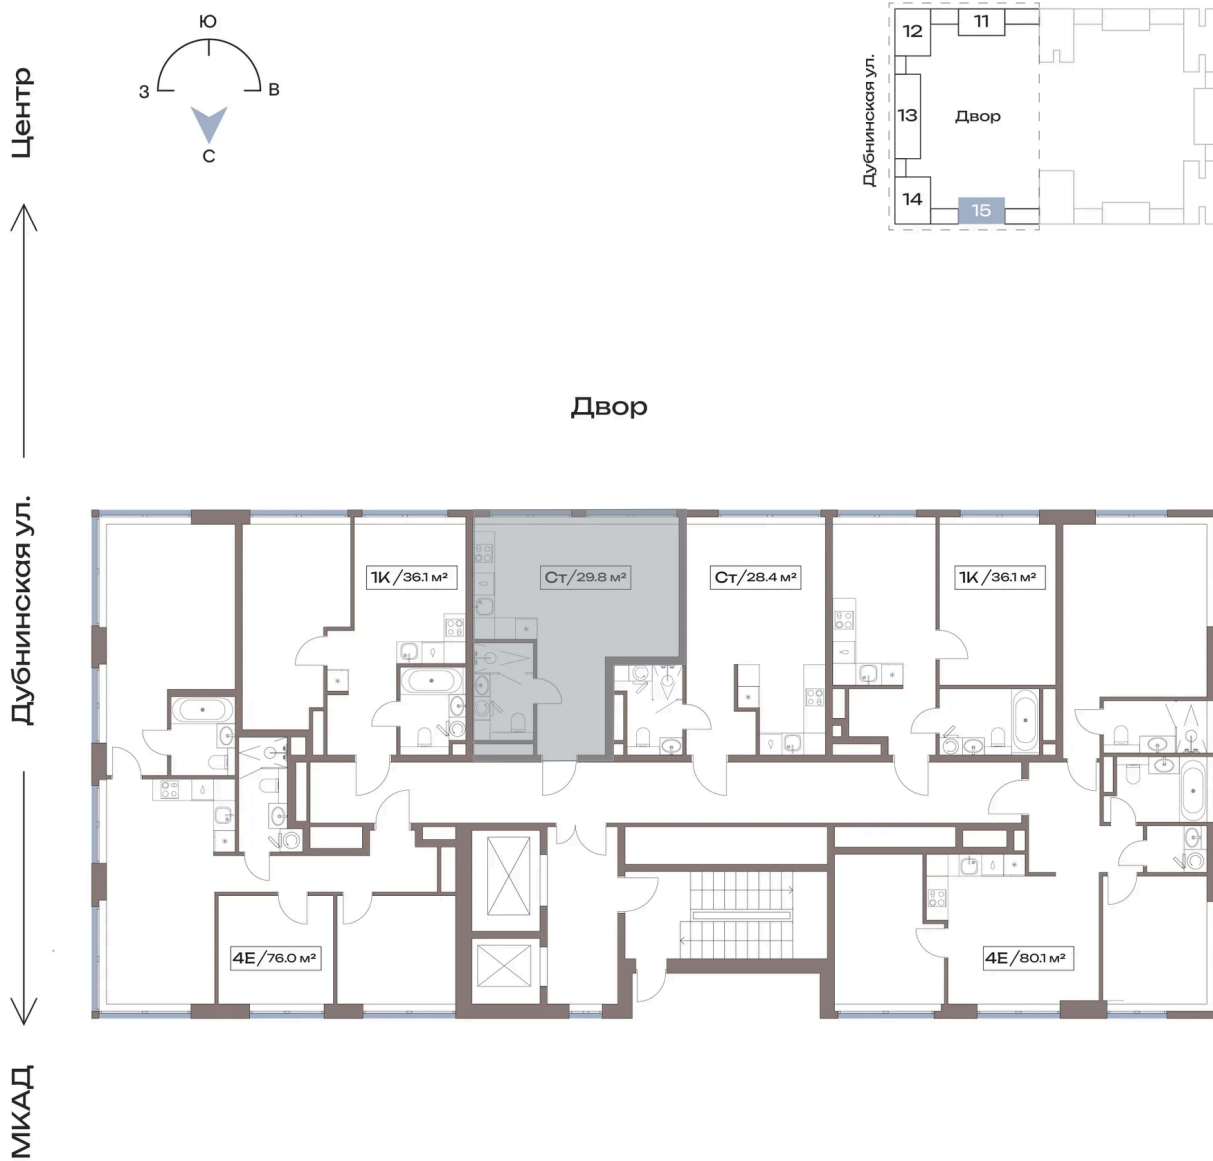 Ю
З
В
С
Центр
Дубнинская ул.
МКАД
Дубнинская ул.
12
11
13
Двор
14
15
Двор
1К / 36.1 м²
Ст / 29.8 м²
Ст / 28.4 м²
1К / 36.1 м²
4Е / 76.0 м²
4Е / 80.1 м²